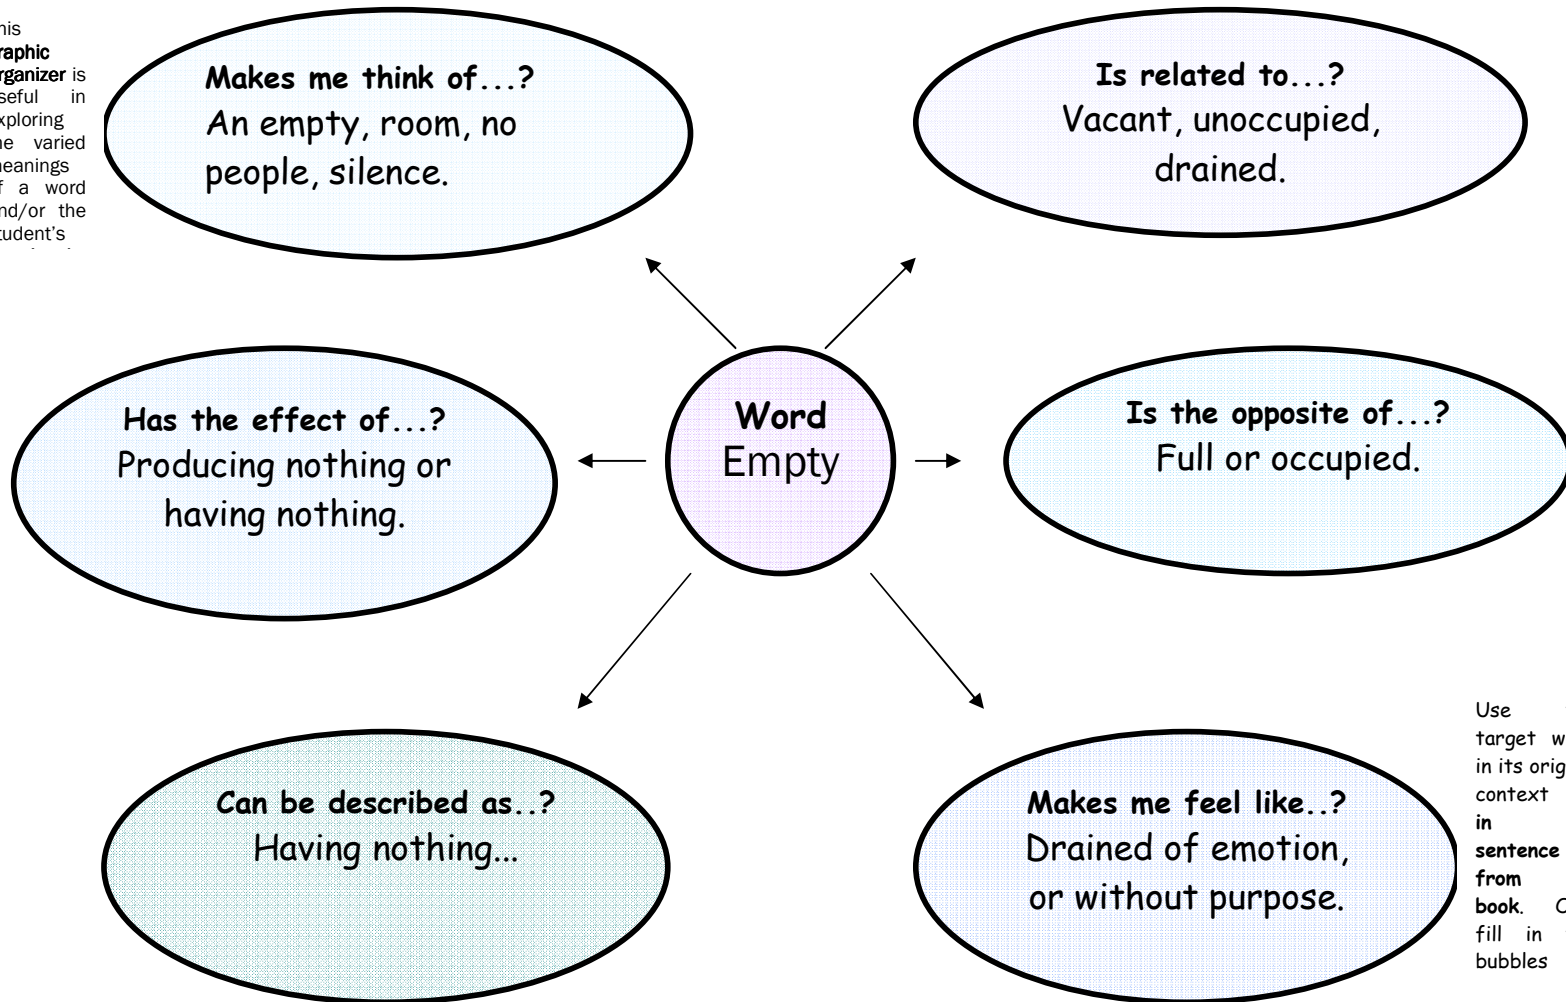 his
raphic
rganizer is
seful in
xploring
he varied
eanings
f a word
nd/or the
tudent's
Makes me think of...?
An empty, room, no
people, silence.
Is related to...?
Vacant, unoccupied,
drained.
Has the effect of...?
Producing nothing or
having nothing.
Word
Empty
Is the opposite of...?
Full or occupied.
Can be described as..?
Having nothing...
Makes me feel like..?
Drained of emotion,
or without purpose.
Use
target w
in its orig
context
in
sentence
from
book. C
fill in
bubbles